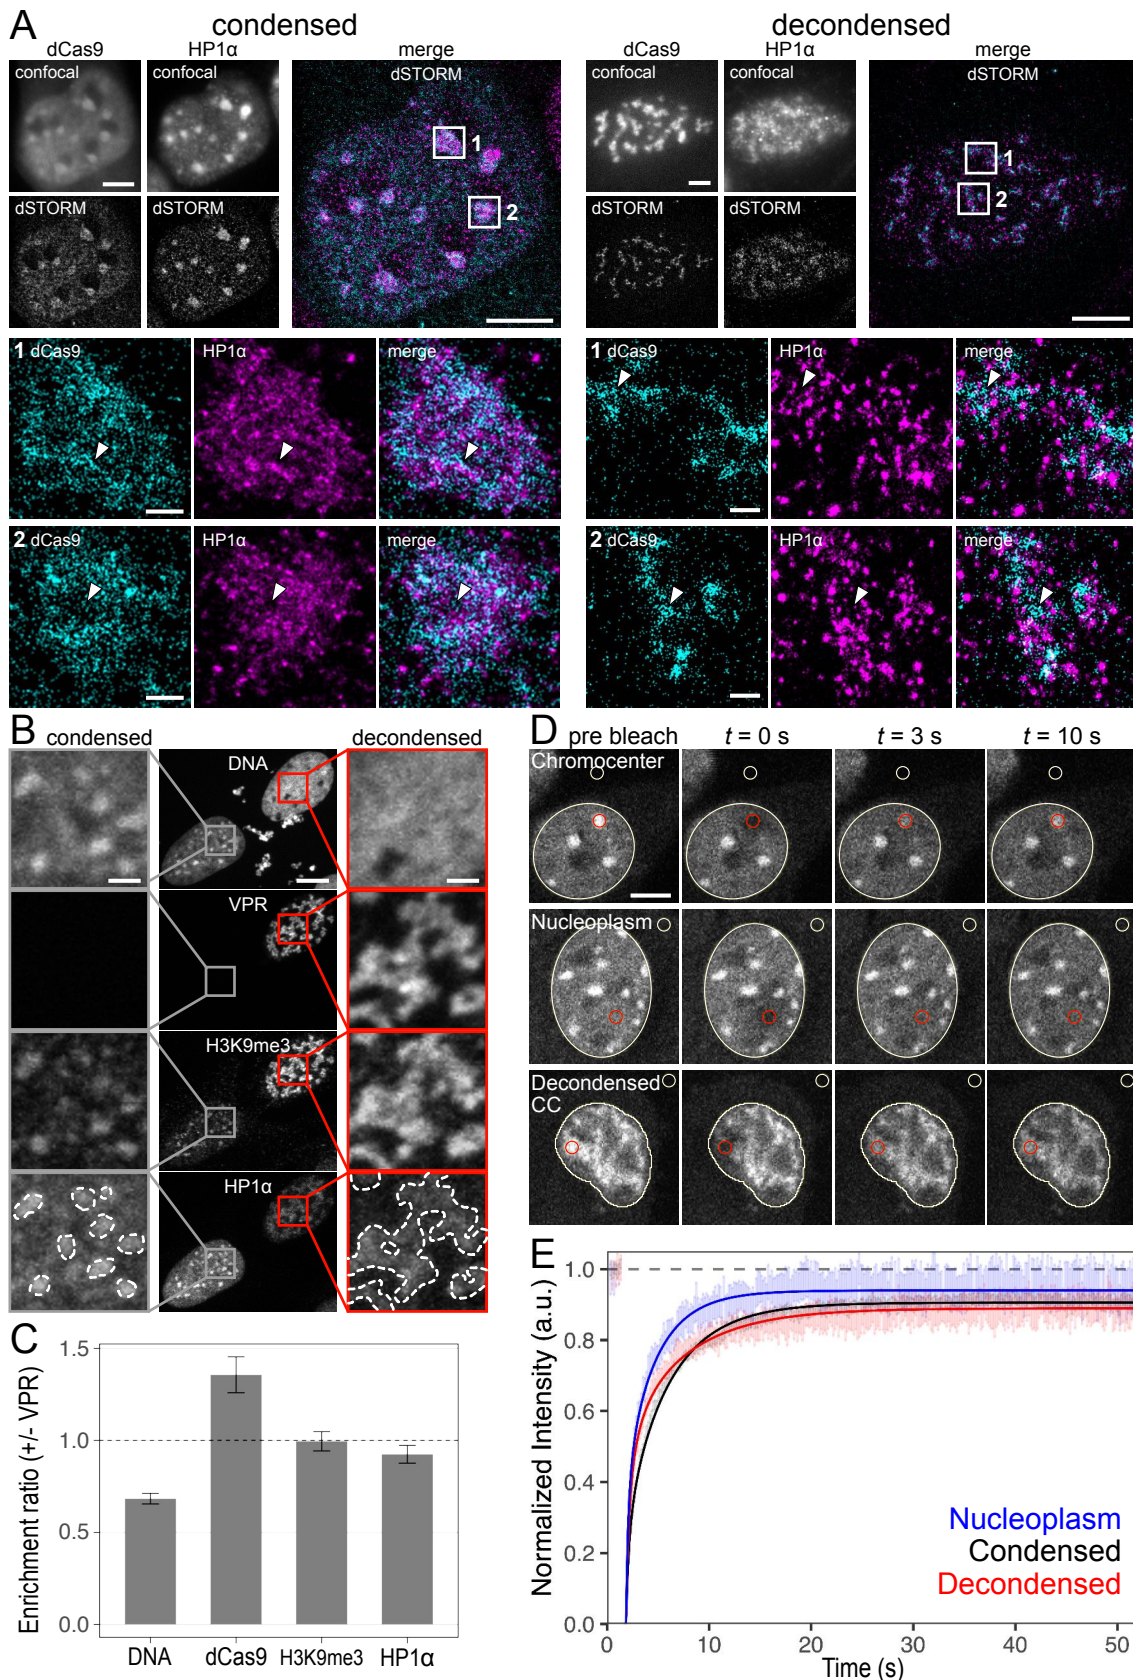 A
condensed
decondensed
dCas9
HP1α
merge
dCas9
HP1α
merge
confocal
confocal
dSTORM
confocal
confocal
dSTORM
1
2
1
2
dSTORM
dSTORM
dSTORM
dSTORM
1 dCas9
HP1α
merge
1 dCas9
HP1α
merge
2 dCas9
HP1α
merge
2 dCas9
HP1α
merge
B
condensed
decondensed
DNA
VPR
H3K9me3
HP1α
C
Enrichment ratio (+/- VPR)
1.5
1.0
0.5
0.0
DNA
dCas9
H3K9me3
HP1α
D
pre bleach
t = 0 s
t = 3 s
t = 10 s
Chromocenter
Nucleoplasm
Decondensed
CC
E
Normalized Intensity (a.u.)
1.0
0.8
0.6
0.4
0.2
0.0
Nucleoplasm
Condensed
Decondensed
0
10
20
30
40
50
Time (s)